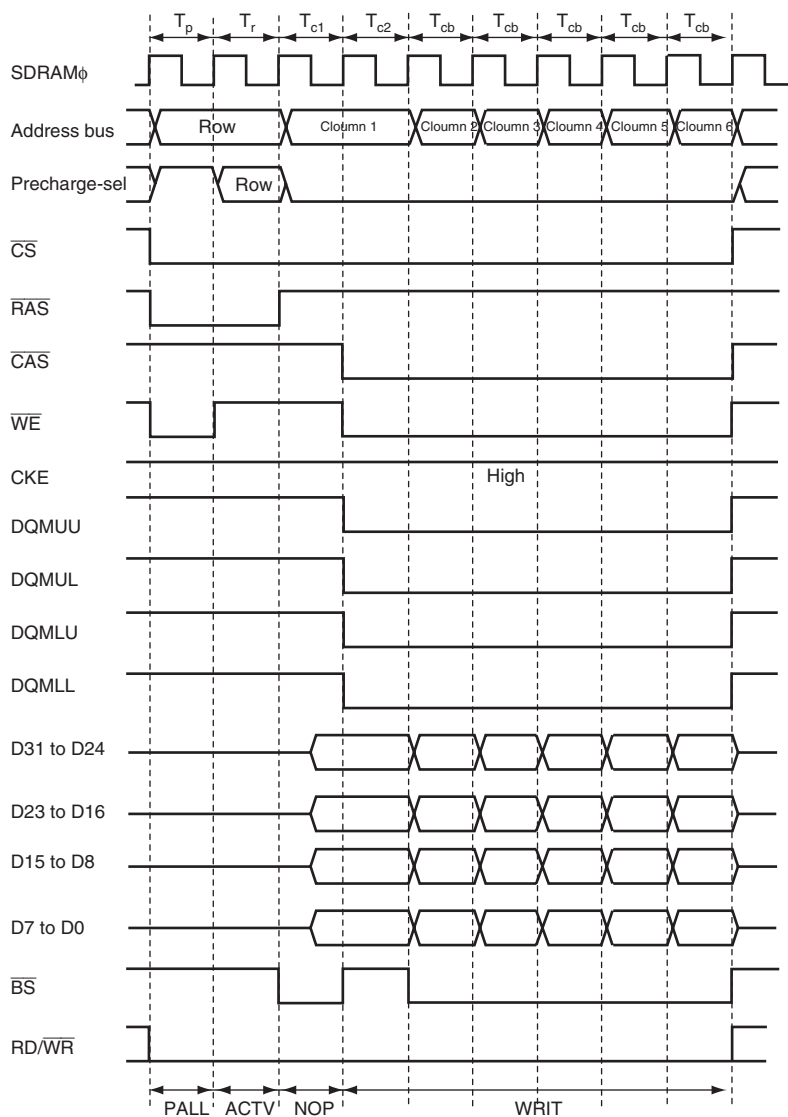 Tp Tr Tc1 Tc2 Tcb Tcb Tcb Tcb Tcb
SDRAMϕ
Address bus Row Cloumn 1 Cloumn 2 Cloumn 3 Cloumn 4 Cloumn 5 Cloumn 6
Precharge-sel Row
CS
RAS
CAS
WE
CKE High
DQMUU
DQMUL
DQMLU
DQMLL
D31 to D24
D23 to D16
D15 to D8
D7 to D0
BS
RD/WR
PALL ACTV NOP WRIT